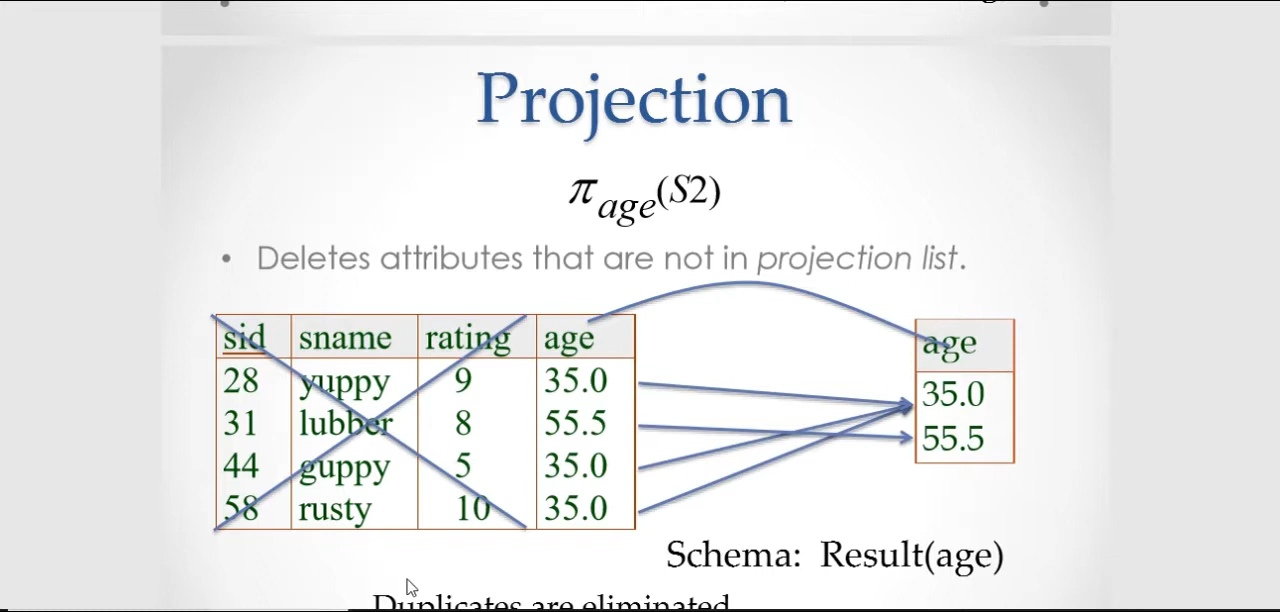 Projection
π age(S2)
• Deletes attributes that are not in projection list.
sid sname rating age
28 yuppy 9 35.0
31 lubber 8 55.5
44 guppy 5 35.0
58 rusty 10 35.0
age
35.0
55.5
Schema: Result(age)
Duplicates are eliminated